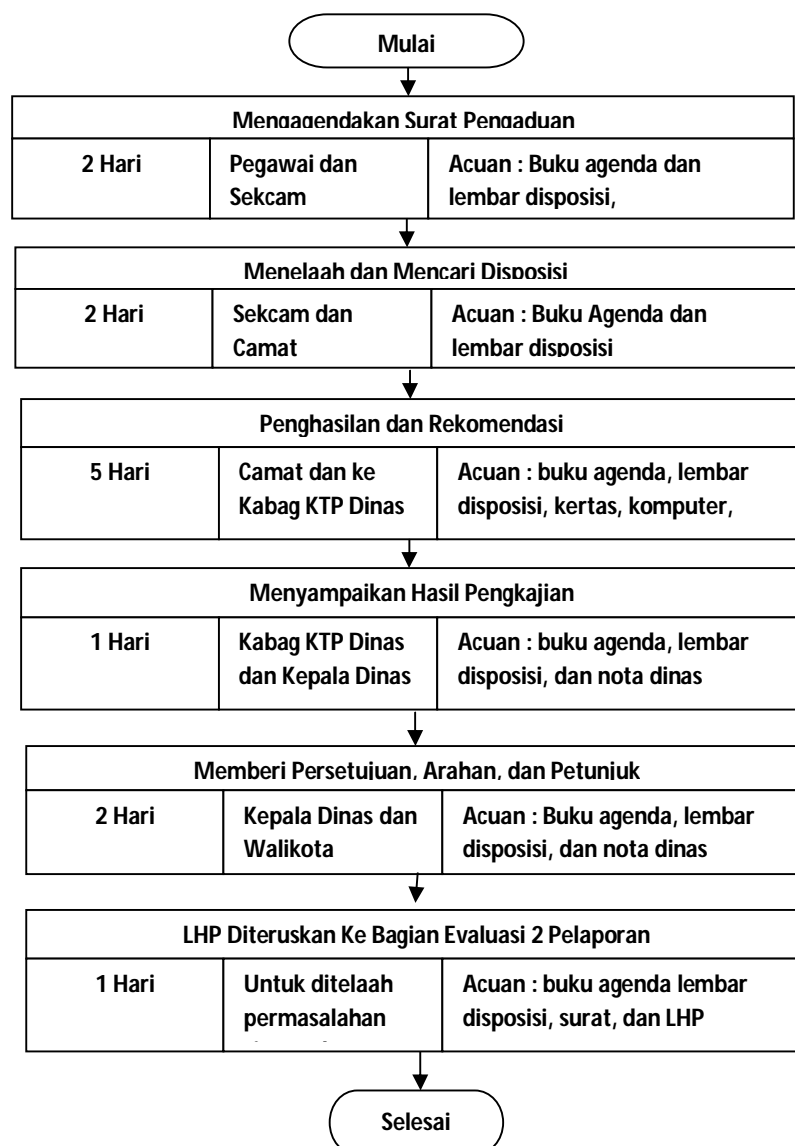 Mulai
Mengagendakan Surat Pengaduan
2 Hari
Pegawai dan
Sekcam
Acuan : Buku agenda dan
lembar disposisi,
Menelaah dan Mencari Disposisi
2 Hari
Sekcam dan
Camat
Acuan : Buku Agenda dan
lembar disposisi
Penghasilan dan Rekomendasi
5 Hari
Camat dan ke
Kabag KTP Dinas
Acuan : buku agenda, lembar
disposisi, kertas, komputer,
Menyampaikan Hasil Pengkajian
1 Hari
Kabag KTP Dinas
dan Kepala Dinas
Acuan : buku agenda, lembar
disposisi, dan nota dinas
Memberi Persetujuan, Arahan, dan Petunjuk
2 Hari
Kepala Dinas dan
Walikota
Acuan : Buku agenda, lembar
disposisi, dan nota dinas
LHP Diteruskan Ke Bagian Evaluasi 2 Pelaporan
1 Hari
Untuk ditelaah
permasalahan
Acuan : buku agenda lembar
disposisi, surat, dan LHP
Selesai